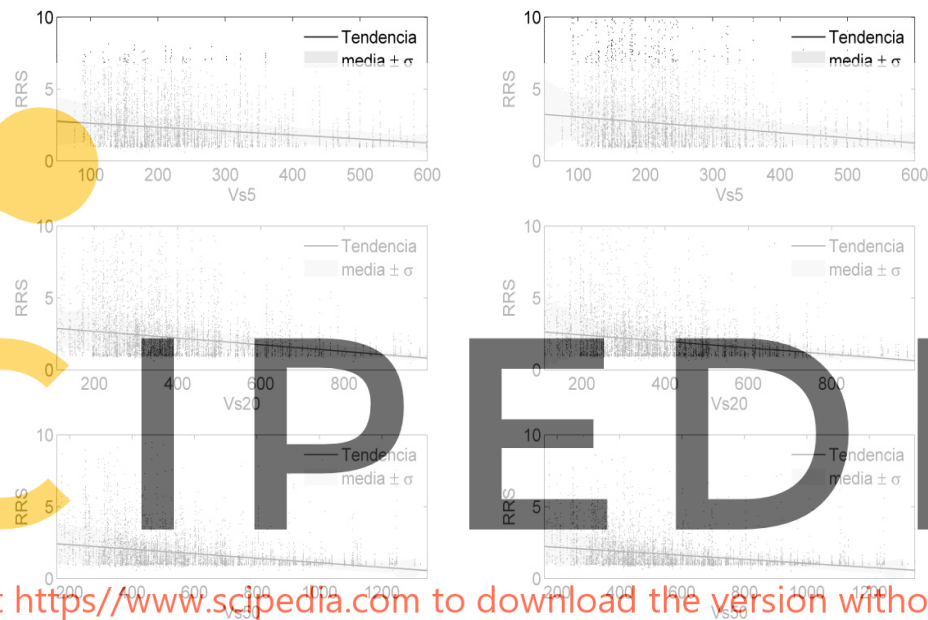 10 10
Tendencia Tendencia
media ± σ media ± σ
RRS 5 RRS 5
0 0
100 200 300 400 500 600 100 200 300 400 500 600
Vs5 Vs5
10 10
Tendencia Tendencia
media ± σ media ± σ
RRS 5 RRS 5
0 0
200 400 600 800 200 400 600 800
Vs20 Vs20
CIPEDI
10 10
Tendencia Tendencia
media ± σ media ± σ
RRS 5 RRS 5
0 0
200 400 600 800 1000 1200 200 400 600 800 1000 1200
t https//www.scipedia.com to download the version witho
Vs50 Vs50